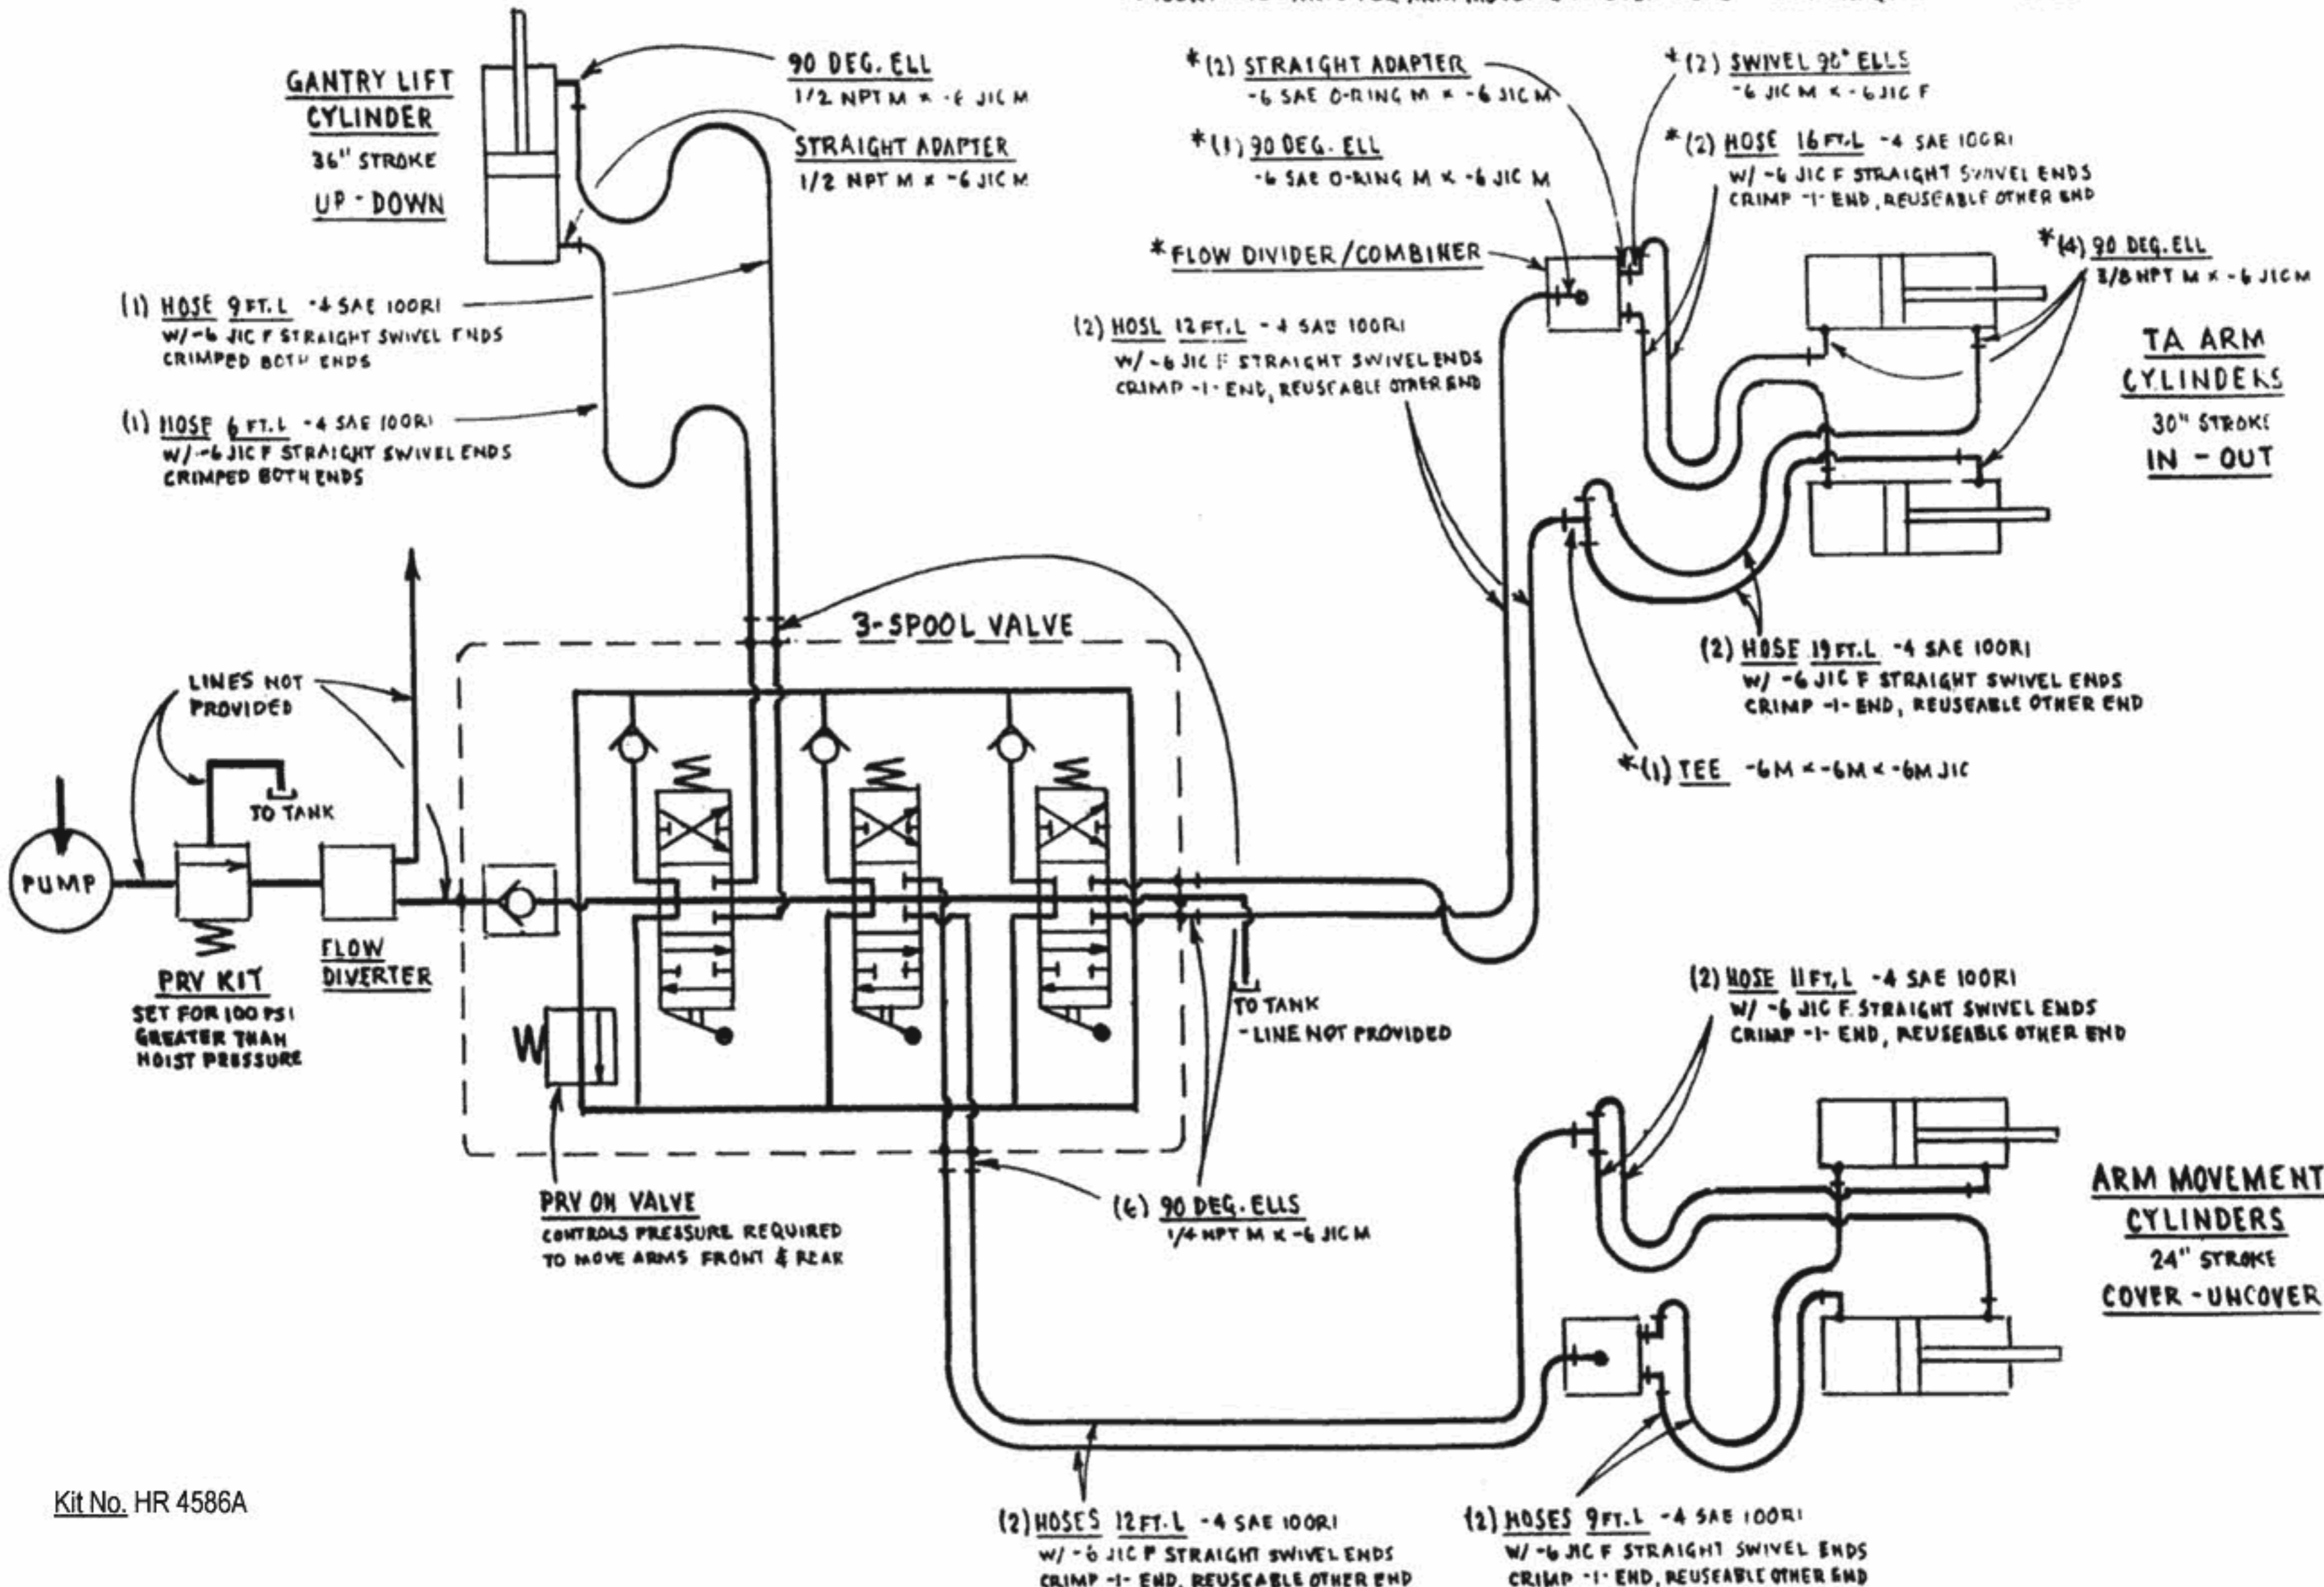 GANTRY LIFT
CYLINDER
36" STROKE
UP - DOWN
90 DEG. ELL
1/2 NPT M x -6 JIC M
STRAIGHT ADAPTER
1/2 NPT M x -6 JIC M
(1) HOSE 9 FT. L -4 SAE 100R1
W/ -6 JIC F STRAIGHT SWIVEL ENDS
CRIMPED BOTH ENDS
(1) HOSE 6 FT. L -4 SAE 100R1
W/ -6 JIC F STRAIGHT SWIVEL ENDS
CRIMPED BOTH ENDS
*(2) STRAIGHT ADAPTER
-6 SAE O-RING M x -6 JIC M
*(1) 90 DEG. ELL
-6 SAE O-RING M x -6 JIC M
*FLOW DIVIDER/COMBINER
(2) HOSE 12 FT. L -4 SAE 100R1
W/ -6 JIC F STRAIGHT SWIVEL ENDS
CRIMP -1- END, REUSEABLE OTHER END
*(2) SWIVEL 90° ELLS
-6 JIC M x -6 JIC F
*(2) HOSE 16 FT. L -4 SAE 100R1
W/ -6 JIC F STRAIGHT SWIVEL ENDS
CRIMP -1- END, REUSEABLE OTHER END
*(4) 90 DEG. ELL
3/8 NPT M x -6 JIC M
TA ARM
CYLINDERS
30" STROKE
IN - OUT
(2) HOSE 19 FT. L -4 SAE 100R1
W/ -6 JIC F STRAIGHT SWIVEL ENDS
CRIMP -1- END, REUSEABLE OTHER END
*(1) TEE -6M x -6M x -6M JIC
3-SPOOL VALVE
LINES NOT
PROVIDED
TO TANK
PUMP
PRV KIT
SET FOR 100 PSI
GREATER THAN
HOIST PRESSURE
FLOW
DIVERTER
TO TANK
-LINE NOT PROVIDED
PRV ON VALVE
CONTROLS PRESSURE REQUIRED
TO MOVE ARMS FRONT & REAR
(6) 90 DEG. ELLS
1/4 NPT M x -6 JIC M
(2) HOSE 11 FT. L -4 SAE 100R1
W/ -6 JIC F STRAIGHT SWIVEL ENDS
CRIMP -1- END, REUSEABLE OTHER END
ARM MOVEMENT
CYLINDERS
24" STROKE
COVER - UNCOVER
Kit No. HR 4586A
(2) HOSES 12 FT. L -4 SAE 100R1
W/ -6 JIC F STRAIGHT SWIVEL ENDS
CRIMP -1- END, REUSEABLE OTHER END
(2) HOSES 9 FT. L -4 SAE 100R1
W/ -6 JIC F STRAIGHT SWIVEL ENDS
CRIMP -1- END, REUSEABLE OTHER END